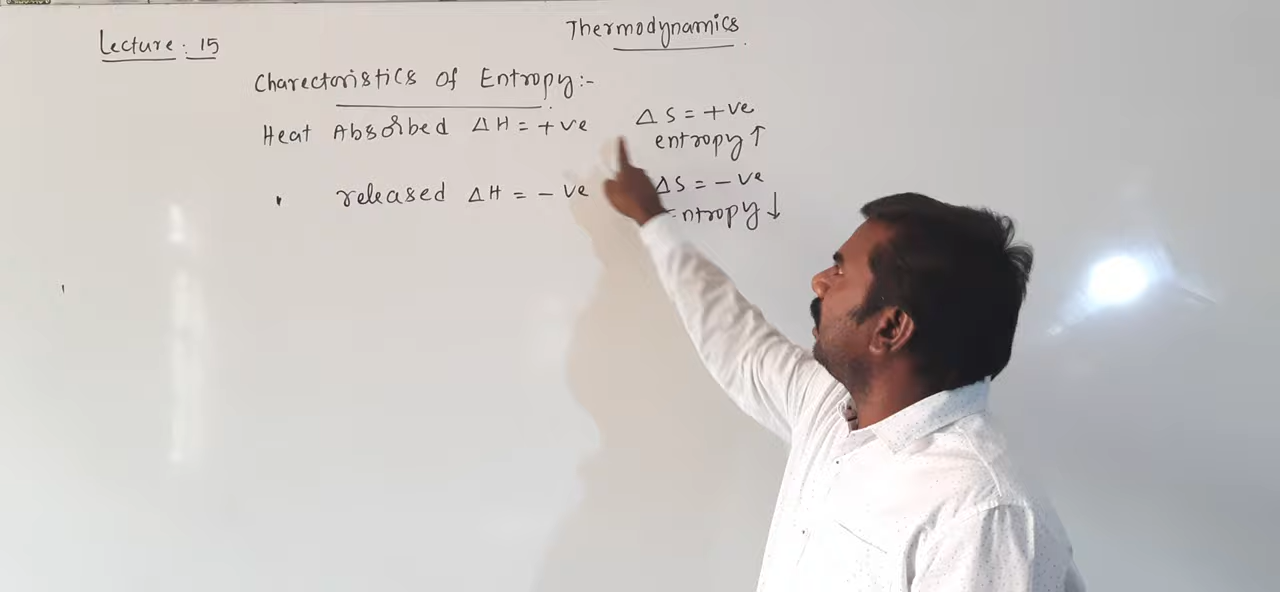 Thermodynamics
Lecture: 15
Charectoristics of Entropy:-
Heat Absorbed ΔH = +ve ΔS = +ve
entropy ↑
released ΔH = -ve ΔS = -ve
Entropy ↓